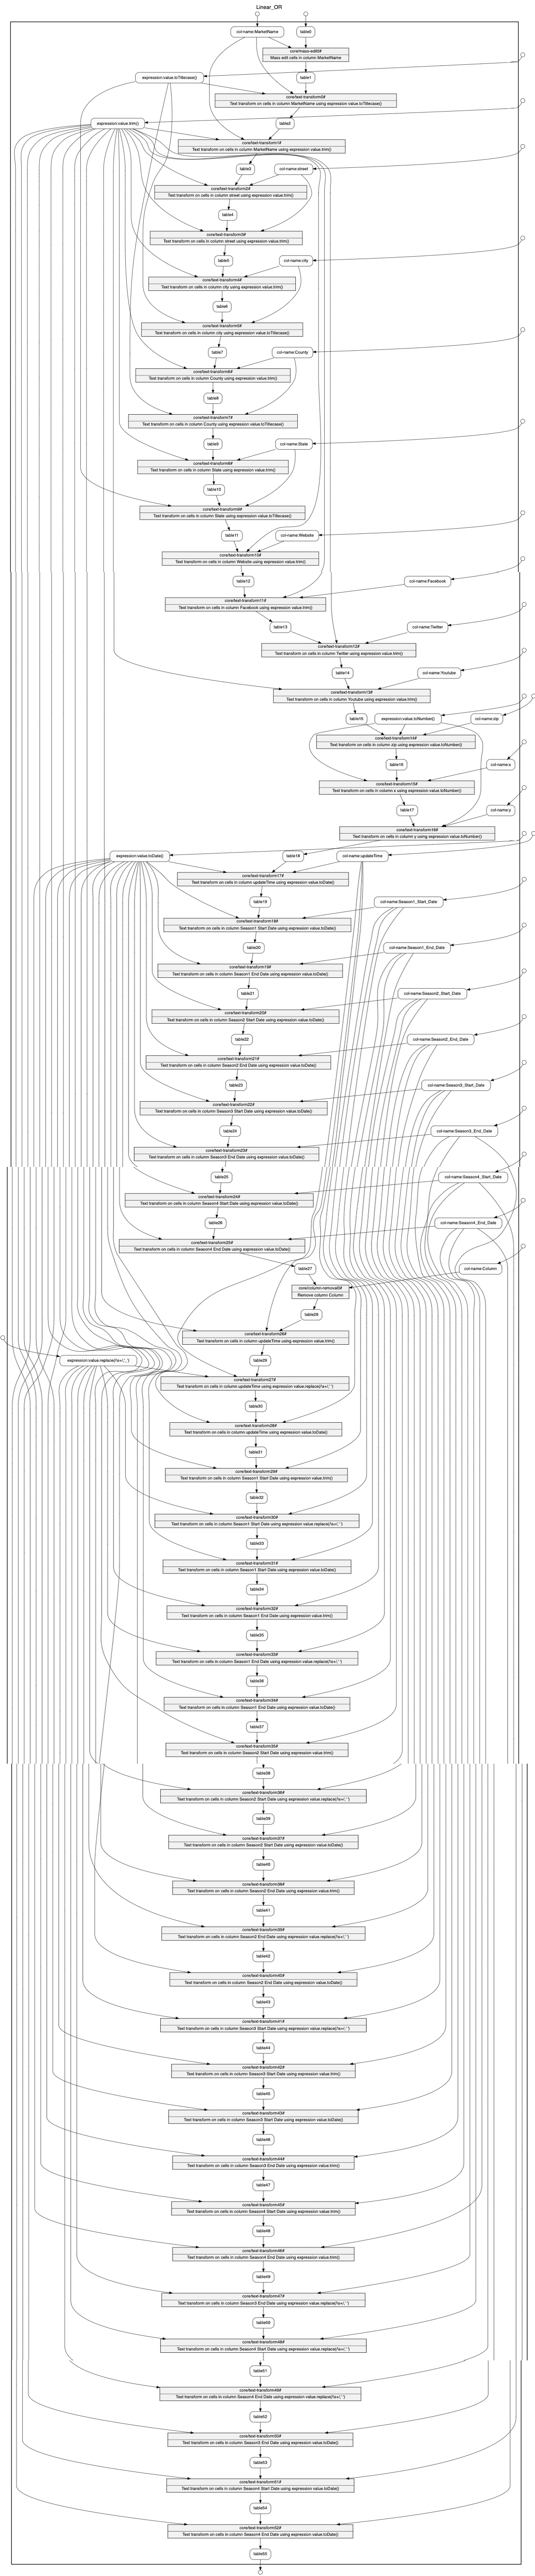 Linear_OR
col-name:MarketName
table0
core/mass-edit0#
Mass edit cells in column MarketName
expression:value.toTitlecase()
table1
core/text-transform0#
Text transform on cells in column MarketName using expression value.toTitlecase()
expression:value.trim()
table2
core/text-transform1#
Text transform on cells in column MarketName using expression value.trim()
table3
col-name:street
core/text-transform2#
Text transform on cells in column street using expression value.trim()
table4
core/text-transform3#
Text transform on cells in column street using expression value.trim()
table5
col-name:city
core/text-transform4#
Text transform on cells in column city using expression value.trim()
table6
core/text-transform5#
Text transform on cells in column city using expression value.toTitlecase()
table7
col-name:County
core/text-transform6#
Text transform on cells in column County using expression value.trim()
table8
core/text-transform7#
Text transform on cells in column County using expression value.toTitlecase()
table9
col-name:State
core/text-transform8#
Text transform on cells in column State using expression value.trim()
table10
core/text-transform9#
Text transform on cells in column State using expression value.toTitlecase()
table11
col-name:Website
core/text-transform10#
Text transform on cells in column Website using expression value.trim()
table12
col-name:Facebook
core/text-transform11#
Text transform on cells in column Facebook using expression value.trim()
table13
col-name:Twitter
core/text-transform12#
Text transform on cells in column Twitter using expression value.trim()
table14
col-name:Youtube
core/text-transform13#
Text transform on cells in column Youtube using expression value.trim()
table15
expression:value.toNumber()
col-name:zip
core/text-transform14#
Text transform on cells in column zip using expression value.toNumber()
table16
col-name:x
core/text-transform15#
Text transform on cells in column x using expression value.toNumber()
table17
col-name:y
core/text-transform16#
Text transform on cells in column y using expression value.toNumber()
expression:value.toDate()
table18
col-name:updateTime
core/text-transform17#
Text transform on cells in column updateTime using expression value.toDate()
table19
col-name:Season1_Start_Date
core/text-transform18#
Text transform on cells in column Season1 Start Date using expression value.toDate()
table20
col-name:Season1_End_Date
core/text-transform19#
Text transform on cells in column Season1 End Date using expression value.toDate()
table21
col-name:Season2_Start_Date
core/text-transform20#
Text transform on cells in column Season2 Start Date using expression value.toDate()
table22
col-name:Season2_End_Date
core/text-transform21#
Text transform on cells in column Season2 End Date using expression value.toDate()
table23
col-name:Season3_Start_Date
core/text-transform22#
Text transform on cells in column Season3 Start Date using expression value.toDate()
table24
col-name:Season3_End_Date
core/text-transform23#
Text transform on cells in column Season3 End Date using expression value.toDate()
table25
col-name:Season4_Start_Date
core/text-transform24#
Text transform on cells in column Season4 Start Date using expression value.toDate()
table26
col-name:Season4_End_Date
core/text-transform25#
Text transform on cells in column Season4 End Date using expression value.toDate()
table27
col-name:Column
core/column-removal0#
Remove column Column
table28
core/text-transform26#
Text transform on cells in column updateTime using expression value.trim()
table29
expression:value.replace(/\s+/,' ')
core/text-transform27#
Text transform on cells in column updateTime using expression value.replace(/\s+/,' ')
table30
core/text-transform28#
Text transform on cells in column updateTime using expression value.toDate()
table31
core/text-transform29#
Text transform on cells in column Season1 Start Date using expression value.trim()
table32
core/text-transform30#
Text transform on cells in column Season1 Start Date using expression value.replace(/\s+/,' ')
table33
core/text-transform31#
Text transform on cells in column Season1 Start Date using expression value.toDate()
table34
core/text-transform32#
Text transform on cells in column Season1 End Date using expression value.trim()
table35
core/text-transform33#
Text transform on cells in column Season1 End Date using expression value.replace(/\s+/,' ')
table36
core/text-transform34#
Text transform on cells in column Season1 End Date using expression value.toDate()
table37
core/text-transform35#
Text transform on cells in column Season2 Start Date using expression value.trim()
table38
core/text-transform36#
Text transform on cells in column Season2 Start Date using expression value.replace(/\s+/,' ')
table39
core/text-transform37#
Text transform on cells in column Season2 Start Date using expression value.toDate()
table40
core/text-transform38#
Text transform on cells in column Season2 End Date using expression value.trim()
table41
core/text-transform39#
Text transform on cells in column Season2 End Date using expression value.replace(/\s+/,' ')
table42
core/text-transform40#
Text transform on cells in column Season2 End Date using expression value.toDate()
table43
core/text-transform41#
Text transform on cells in column Season3 Start Date using expression value.replace(/\s+/,' ')
table44
core/text-transform42#
Text transform on cells in column Season3 Start Date using expression value.trim()
table45
core/text-transform43#
Text transform on cells in column Season3 Start Date using expression value.toDate()
table46
core/text-transform44#
Text transform on cells in column Season3 End Date using expression value.trim()
table47
core/text-transform45#
Text transform on cells in column Season4 Start Date using expression value.trim()
table48
core/text-transform46#
Text transform on cells in column Season4 End Date using expression value.trim()
table49
core/text-transform47#
Text transform on cells in column Season3 End Date using expression value.replace(/\s+/,' ')
table50
core/text-transform48#
Text transform on cells in column Season4 Start Date using expression value.replace(/\s+/,' ')
table51
core/text-transform49#
Text transform on cells in column Season4 End Date using expression value.replace(/\s+/,' ')
table52
core/text-transform50#
Text transform on cells in column Season3 End Date using expression value.toDate()
table53
core/text-transform51#
Text transform on cells in column Season4 Start Date using expression value.toDate()
table54
core/text-transform52#
Text transform on cells in column Season4 End Date using expression value.toDate()
table55